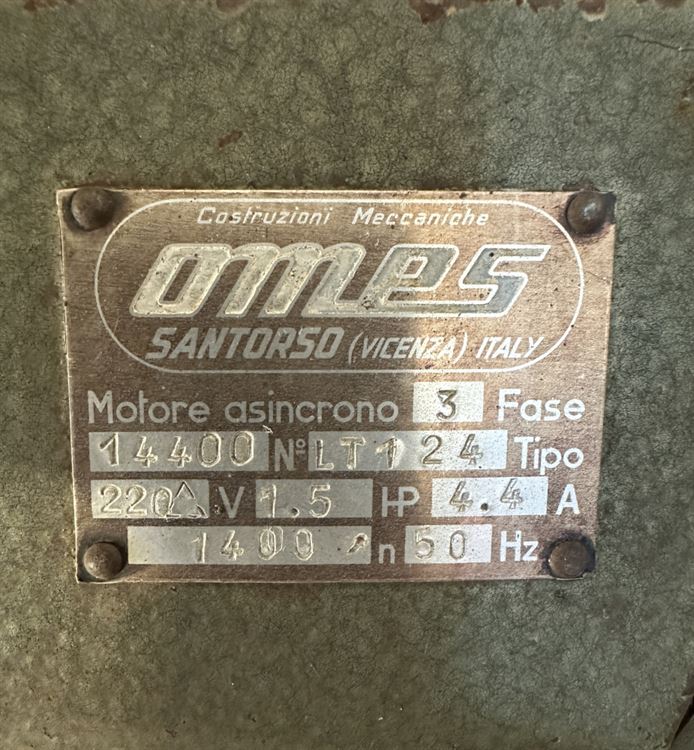 Costruzioni Meccaniche
omes
SANTORSO (VICENZA) ITALY
Motore asincrono 3 Fase
14400 Nº LT124 Tipo
220 V 1.5 HP 4.4 A
1400 n 50 Hz